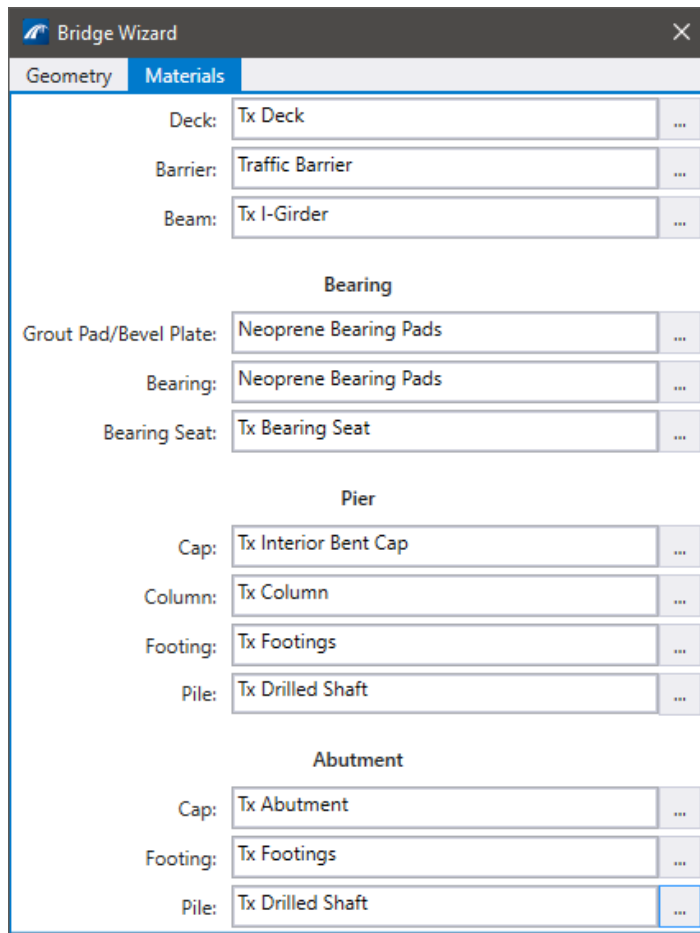 Bridge Wizard
Geometry Materials
Deck: Tx Deck ...
Barrier: Traffic Barrier ...
Beam: Tx I-Girder ...
Bearing
Grout Pad/Bevel Plate: Neoprene Bearing Pads ...
Bearing: Neoprene Bearing Pads ...
Bearing Seat: Tx Bearing Seat ...
Pier
Cap: Tx Interior Bent Cap ...
Column: Tx Column ...
Footing: Tx Footings ...
Pile: Tx Drilled Shaft ...
Abutment
Cap: Tx Abutment ...
Footing: Tx Footings ...
Pile: Tx Drilled Shaft ...